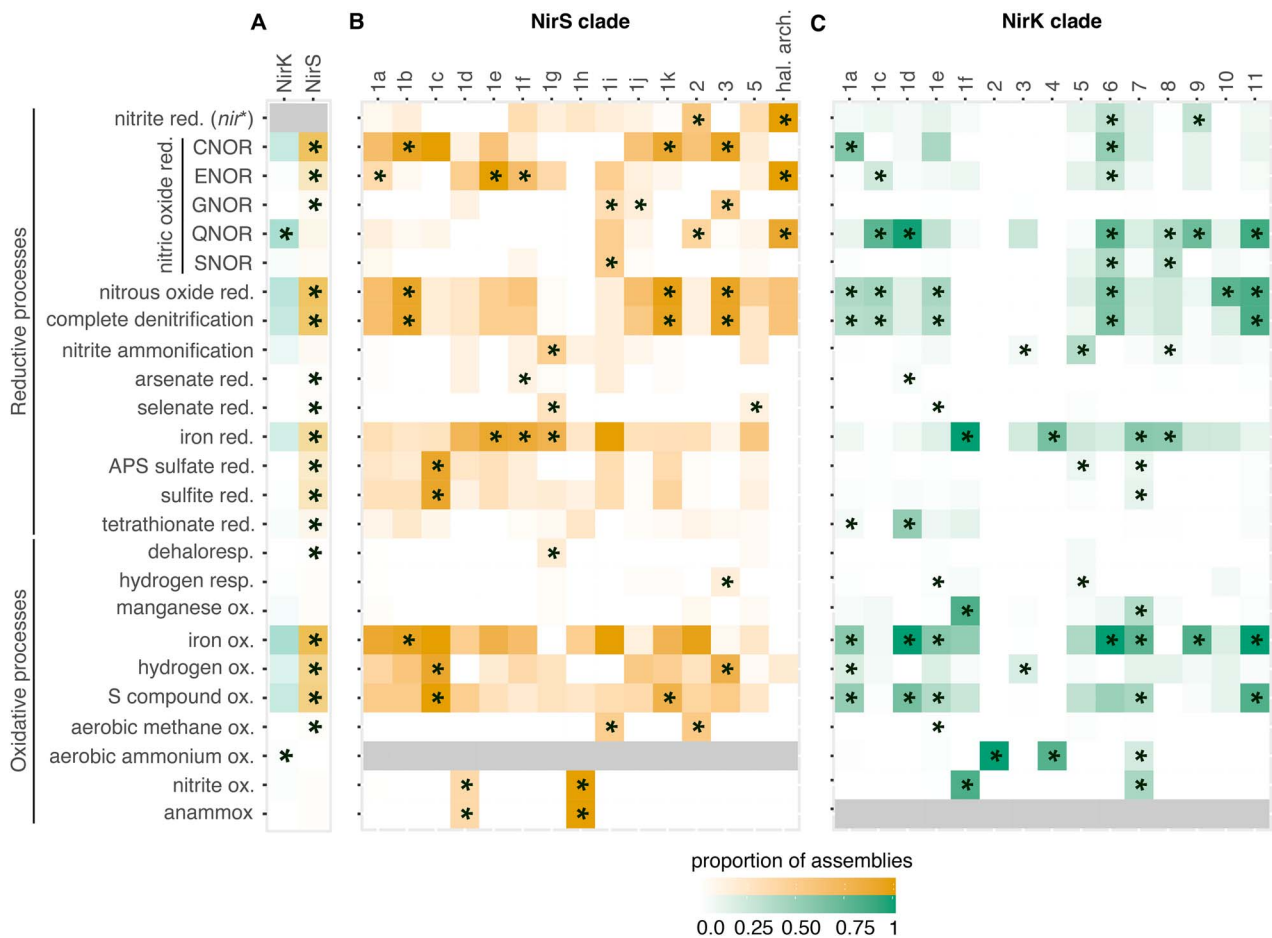 A
B
NirS clade
C
NirK clade
NirK
NirS
1a
1b
1c
1d
1e
1f
1g
1h
1i
1j
1k
2
3
5
hal. arch.
1a
1c
1d
1e
1f
2
3
4
5
6
7
8
9
10
11
Reductive processes
nitrite red. (nir*)
nitric oxide red.
CNOR
ENOR
GNOR
QNOR
SNOR
nitrous oxide red.
complete denitrification
nitrite ammonification
arsenate red.
selenate red.
iron red.
APS sulfate red.
sulfite red.
tetrathionate red.
Oxidative processes
dehaloresp.
hydrogen resp.
manganese ox.
iron ox.
hydrogen ox.
S compound ox.
aerobic methane ox.
aerobic ammonium ox.
nitrite ox.
anammox
proportion of assemblies
0.0 0.25 0.50 0.75 1